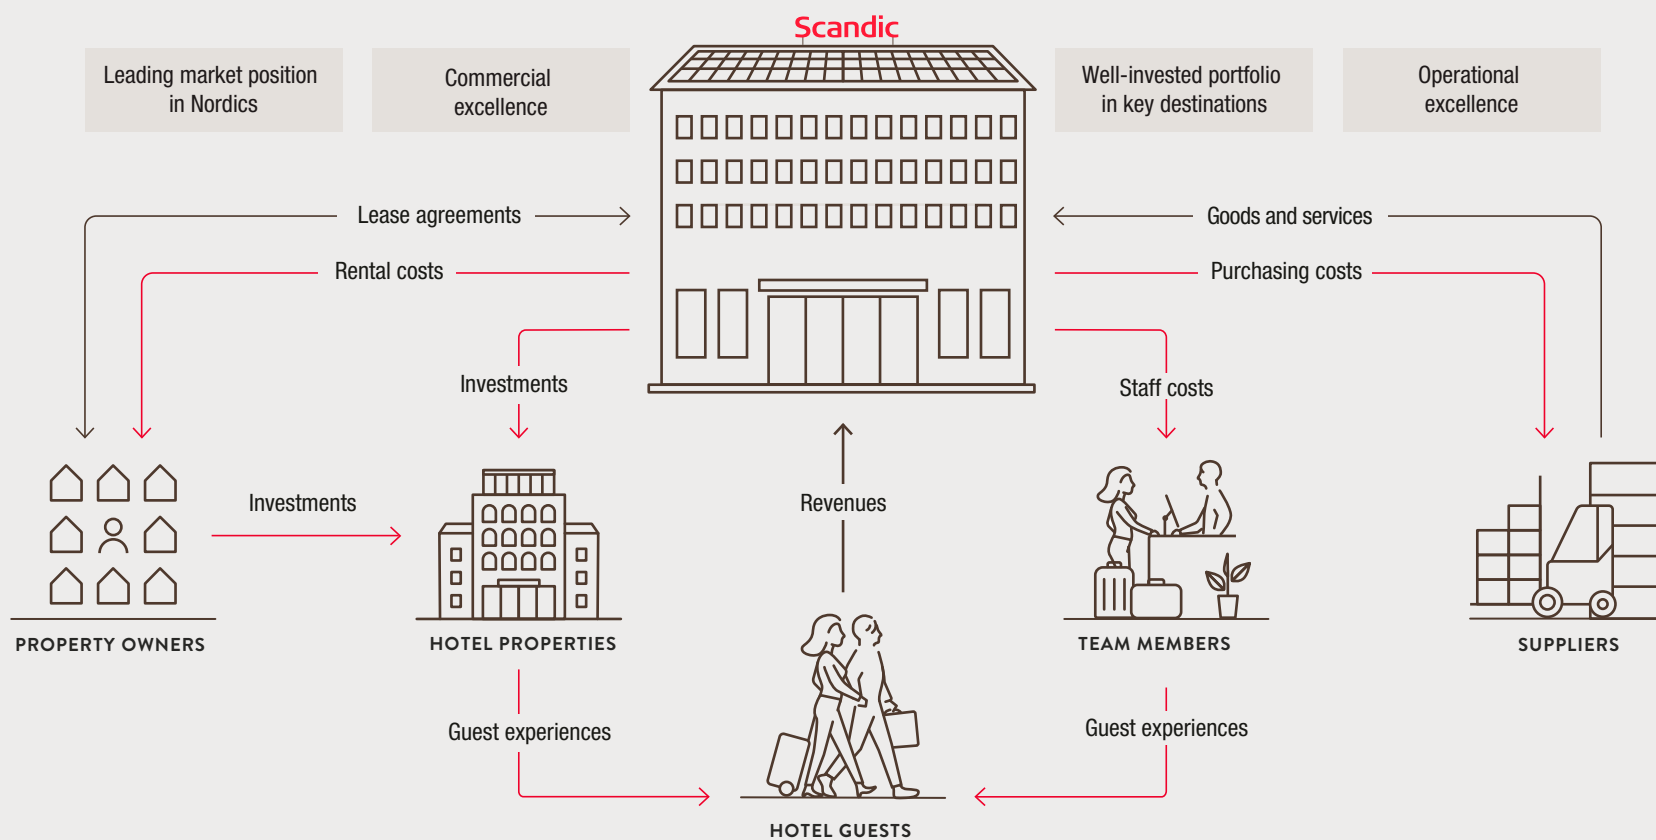 Scandic
Leading market position
in Nordics
Commercial
excellence
Well-invested portfolio
in key destinations
Operational
excellence
Lease agreements
Goods and services
Rental costs
Purchasing costs
Investments
Staff costs
Investments
Revenues
PROPERTY OWNERS
HOTEL PROPERTIES
TEAM MEMBERS
SUPPLIERS
Guest experiences
Guest experiences
HOTEL GUESTS